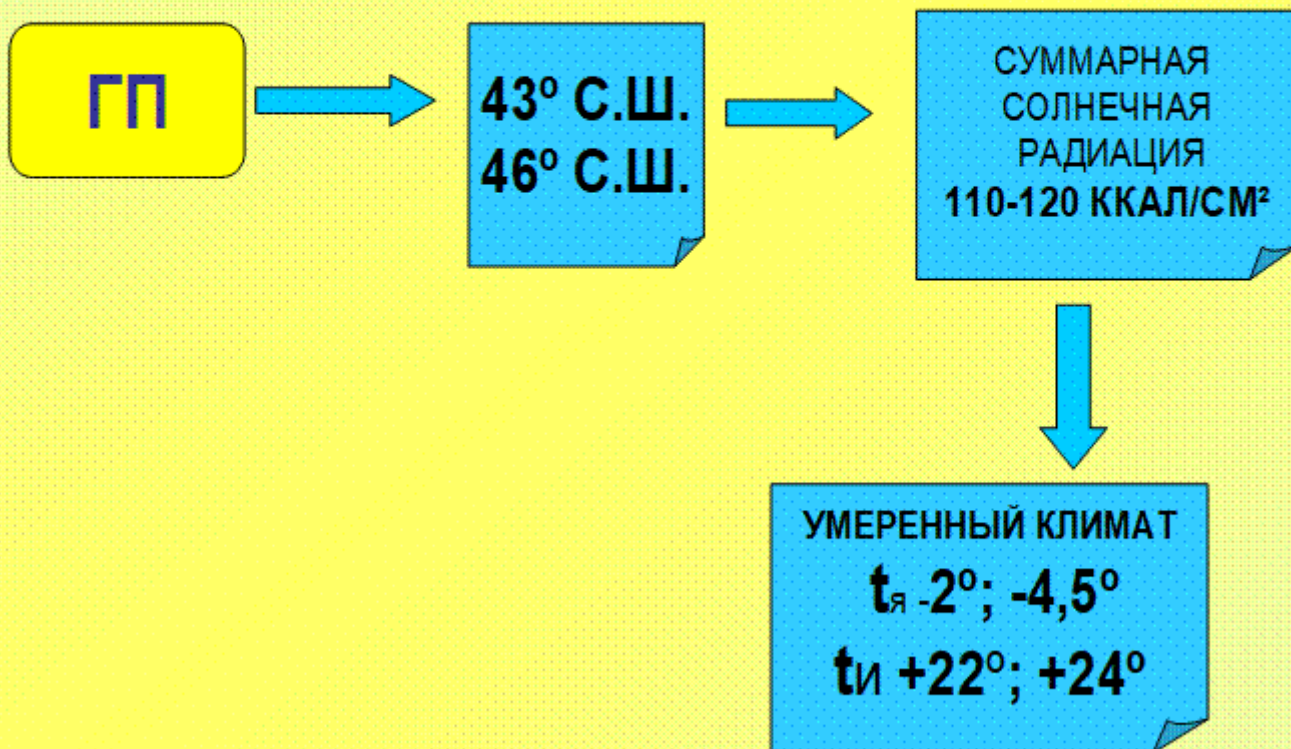 ГП
43º С.Ш.
46º С.Ш.
СУММАРНАЯ
СОЛНЕЧНАЯ
РАДИАЦИЯ
110-120 ККАЛ/СМ²
УМЕРЕННЫЙ КЛИМАТ
tя -2º; -4,5º
tИ +22º; +24º